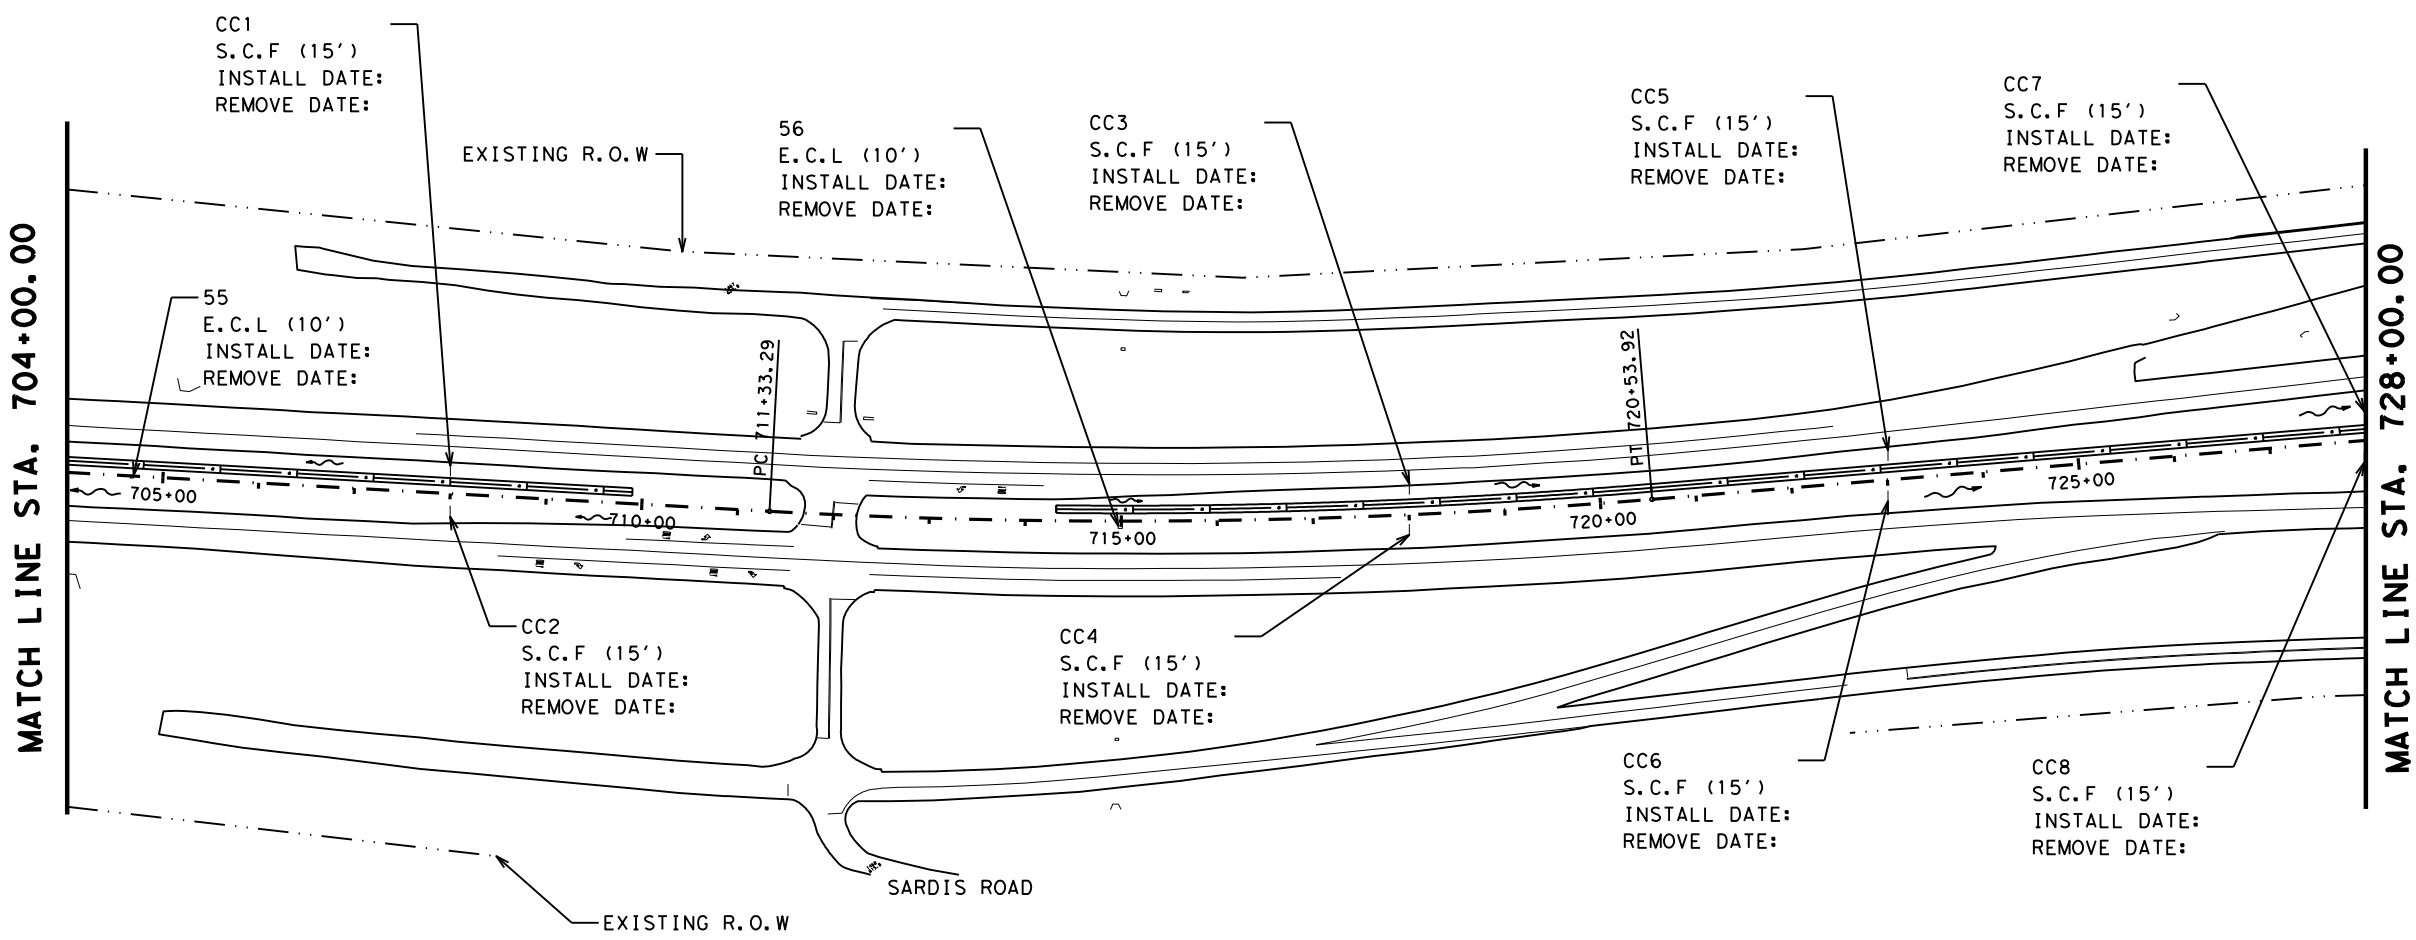 CC1
S.C.F (15')
INSTALL DATE:
REMOVE DATE:
EXISTING R.O.W
56
E.C.L (10')
INSTALL DATE:
REMOVE DATE:
CC3
S.C.F (15')
INSTALL DATE:
REMOVE DATE:
CC5
S.C.F (15')
INSTALL DATE:
REMOVE DATE:
CC7
S.C.F (15')
INSTALL DATE:
REMOVE DATE:
MATCH LINE STA. 704+00.00
55
E.C.L (10')
INSTALL DATE:
REMOVE DATE:
PC 711+33.29
PT 720+53.92
MATCH LINE STA. 728+00.00
705+00
710+00
715+00
720+00
725+00
CC2
S.C.F (15')
INSTALL DATE:
REMOVE DATE:
CC4
S.C.F (15')
INSTALL DATE:
REMOVE DATE:
CC6
S.C.F (15')
INSTALL DATE:
REMOVE DATE:
CC8
S.C.F (15')
INSTALL DATE:
REMOVE DATE:
SARDIS ROAD
EXISTING R.O.W